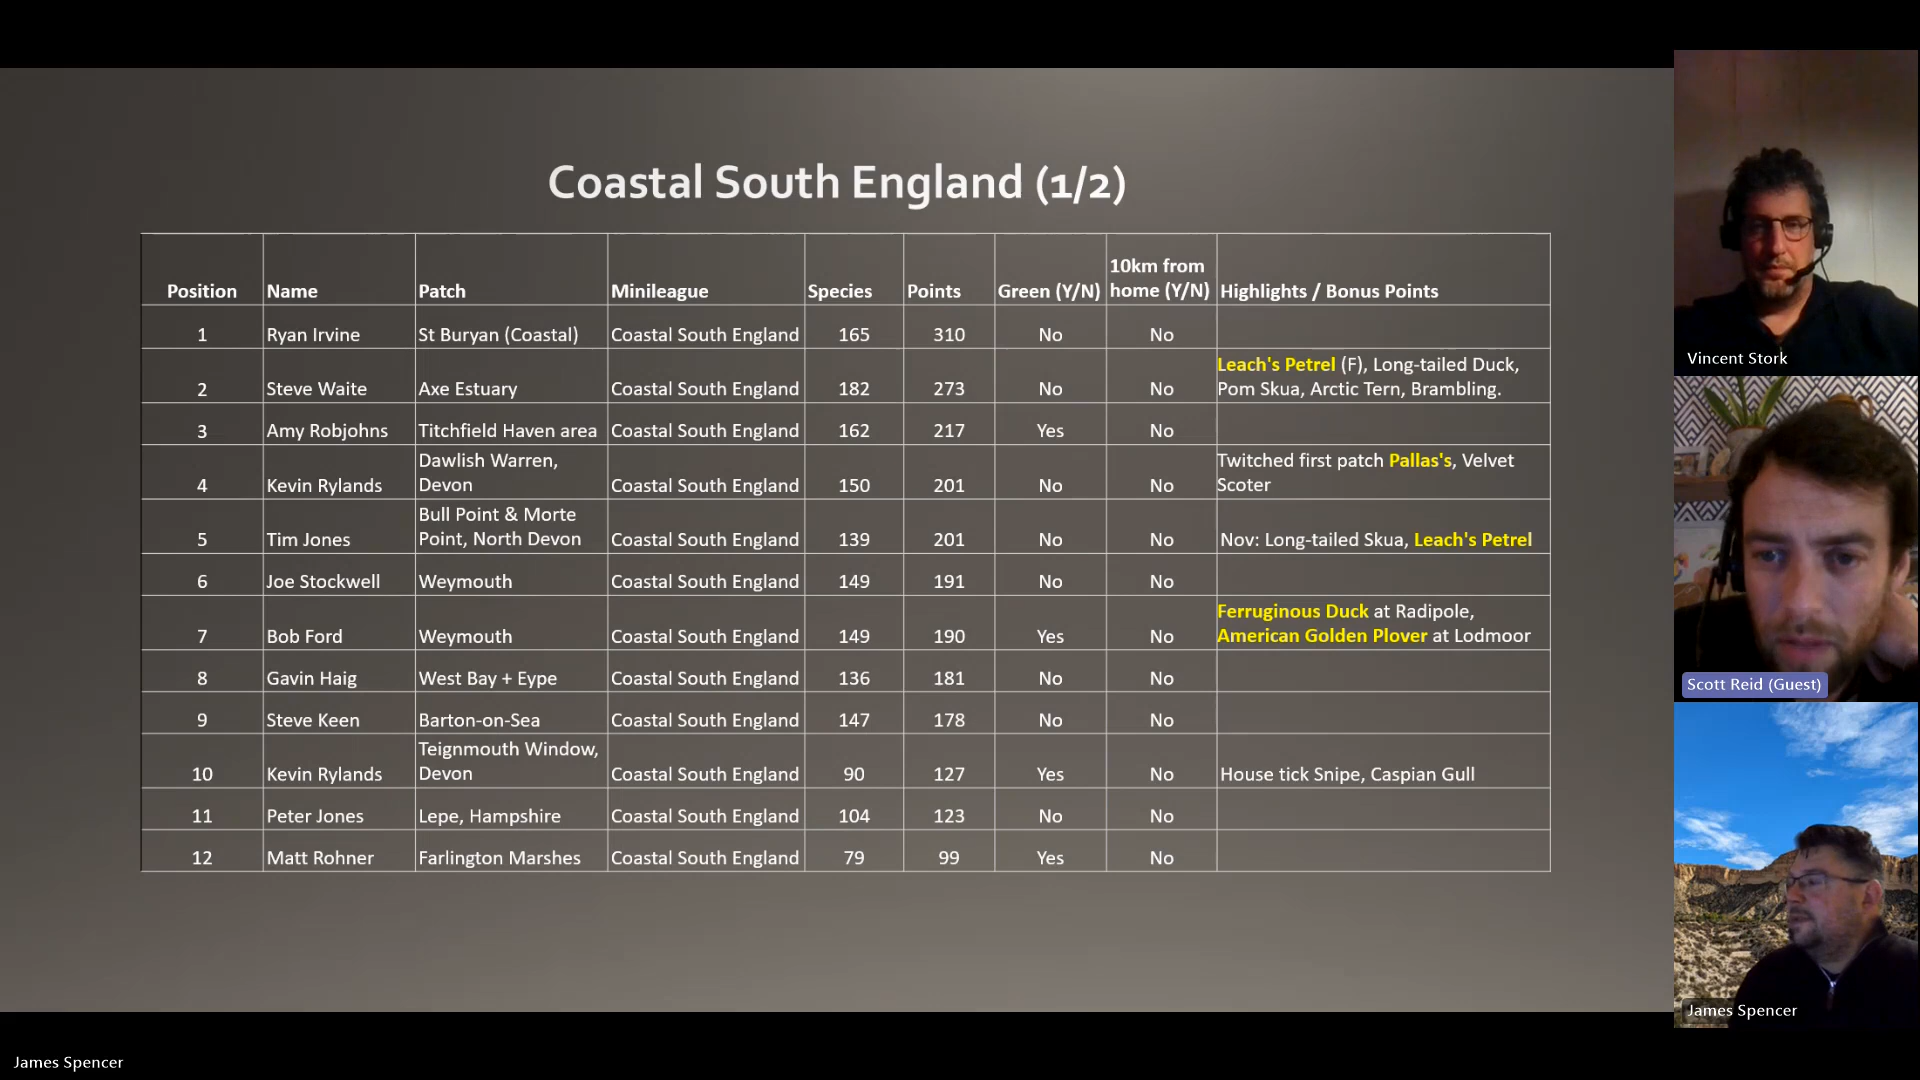 Coastal South England (1/2)
Position Name Patch Minileague Species Points Green (Y/N) 10km from home (Y/N) Highlights / Bonus Points
1 Ryan Irvine St Buryan (Coastal) Coastal South England 165 310 No No
2 Steve Waite Axe Estuary Coastal South England 182 273 No No Leach's Petrel (F), Long-tailed Duck, Pom Skua, Arctic Tern, Brambling.
3 Amy Robjohns Titchfield Haven area Coastal South England 162 217 Yes No
4 Kevin Rylands Dawlish Warren, Devon Coastal South England 150 201 No No Twitched first patch Pallas's, Velvet Scoter
5 Tim Jones Bull Point & Morte Point, North Devon Coastal South England 139 201 No No Nov: Long-tailed Skua, Leach's Petrel
6 Joe Stockwell Weymouth Coastal South England 149 191 No No
7 Bob Ford Weymouth Coastal South England 149 190 Yes No Ferruginous Duck at Radipole, American Golden Plover at Lodmoor
8 Gavin Haig West Bay + Eype Coastal South England 136 181 No No
9 Steve Keen Barton-on-Sea Coastal South England 147 178 No No
10 Kevin Rylands Teignmouth Window, Devon Coastal South England 90 127 Yes No House tick Snipe, Caspian Gull
11 Peter Jones Lepe, Hampshire Coastal South England 104 123 No No
12 Matt Rohner Farlington Marshes Coastal South England 79 99 Yes No
Vincent Stork
Scott Reid (Guest)
James Spencer
James Spencer